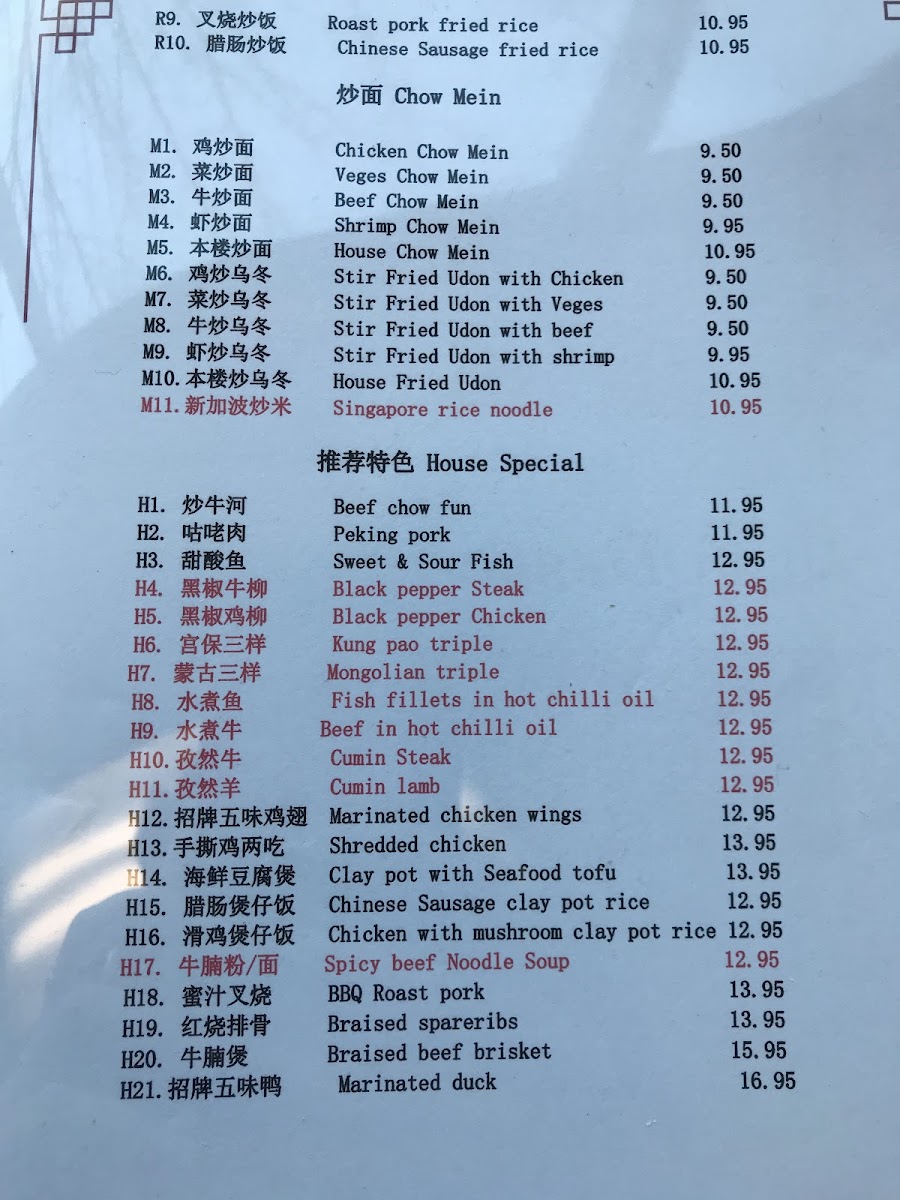 R9. 叉烧炒饭 Roast pork fried rice 10.95
R10. 腊肠炒饭 Chinese Sausage fried rice 10.95
炒面 Chow Mein
M1. 鸡炒面 Chicken Chow Mein 9.50
M2. 菜炒面 Veges Chow Mein 9.50
M3. 牛炒面 Beef Chow Mein 9.50
M4. 虾炒面 Shrimp Chow Mein 9.95
M5. 本楼炒面 House Chow Mein 10.95
M6. 鸡炒乌冬 Stir Fried Udon with Chicken 9.50
M7. 菜炒乌冬 Stir Fried Udon with Veges 9.50
M8. 牛炒乌冬 Stir Fried Udon with beef 9.50
M9. 虾炒乌冬 Stir Fried Udon with shrimp 9.95
M10. 本楼炒乌冬 House Fried Udon 10.95
M11. 新加波炒米 Singapore rice noodle 10.95
推荐特色 House Special
H1. 炒牛河 Beef chow fun 11.95
H2. 咕咾肉 Peking pork 11.95
H3. 甜酸鱼 Sweet & Sour Fish 12.95
H4. 黑椒牛柳 Black pepper Steak 12.95
H5. 黑椒鸡柳 Black pepper Chicken 12.95
H6. 宫保三样 Kung pao triple 12.95
H7. 蒙古三样 Mongolian triple 12.95
H8. 水煮鱼 Fish fillets in hot chilli oil 12.95
H9. 水煮牛 Beef in hot chilli oil 12.95
H10. 孜然牛 Cumin Steak 12.95
H11. 孜然羊 Cumin lamb 12.95
H12. 招牌五味鸡翅 Marinated chicken wings 12.95
H13. 手撕鸡两吃 Shredded chicken 13.95
H14. 海鲜豆腐煲 Clay pot with Seafood tofu 13.95
H15. 腊肠煲仔饭 Chinese Sausage clay pot rice 12.95
H16. 滑鸡煲仔饭 Chicken with mushroom clay pot rice 12.95
H17. 牛腩粉/面 Spicy beef Noodle Soup 12.95
H18. 蜜汁叉烧 BBQ Roast pork 13.95
H19. 红烧排骨 Braised spareribs 13.95
H20. 牛腩煲 Braised beef brisket 15.95
H21. 招牌五味鸭 Marinated duck 16.95